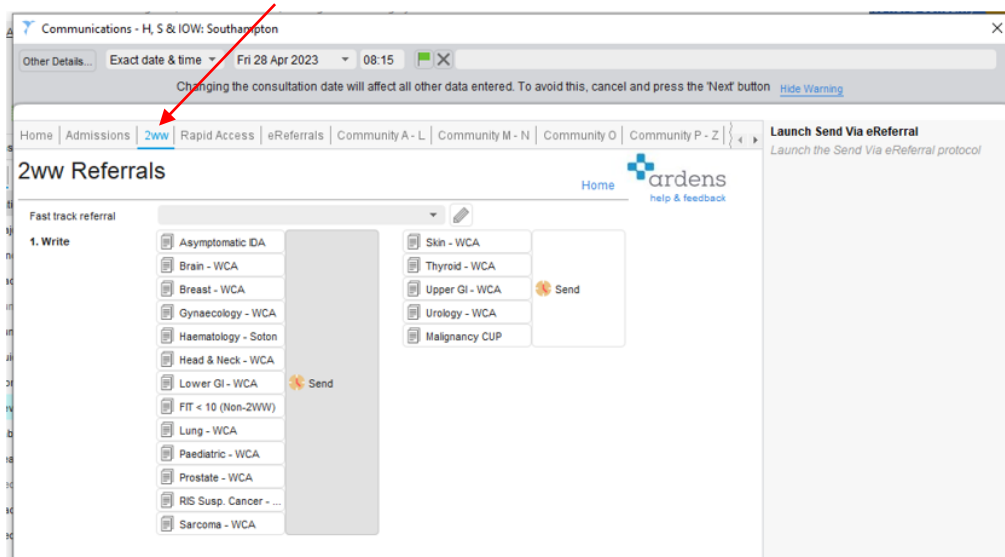 Communications - H, S & IOW: Southampton
Other Details... Exact date & time Fri 28 Apr 2023 08:15
Changing the consultation date will affect all other data entered. To avoid this, cancel and press the 'Next' button Hide Warning
Home Admissions 2ww Rapid Access eReferrals Community A - L Community M - N Community O Community P - Z
Launch Send Via eReferral
Launch the Send Via eReferral protocol
2ww Referrals
Home
ardens
help & feedback
Fast track referral
1. Write
Asymptomatic IDA
Brain - WCA
Breast - WCA
Gynaecology - WCA
Haematology - Soton
Head & Neck - WCA
Lower GI - WCA
FIT < 10 (Non-2WW)
Lung - WCA
Paediatric - WCA
Prostate - WCA
RIS Susp. Cancer - ...
Sarcoma - WCA
Send
Skin - WCA
Thyroid - WCA
Upper GI - WCA
Urology - WCA
Malignancy CUP
Send